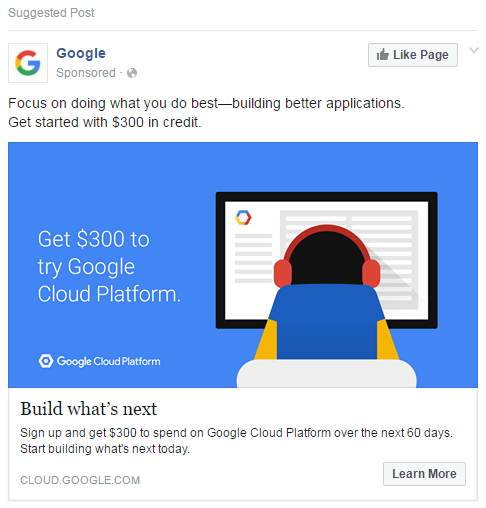 Suggested Post
Google
Sponsored ·
Like Page
Focus on doing what you do best—building better applications.
Get started with $300 in credit.
Get $300 to
try Google
Cloud Platform.
Google Cloud Platform
Build what's next
Sign up and get $300 to spend on Google Cloud Platform over the next 60 days.
Start building what's next today.
CLOUD.GOOGLE.COM
Learn More